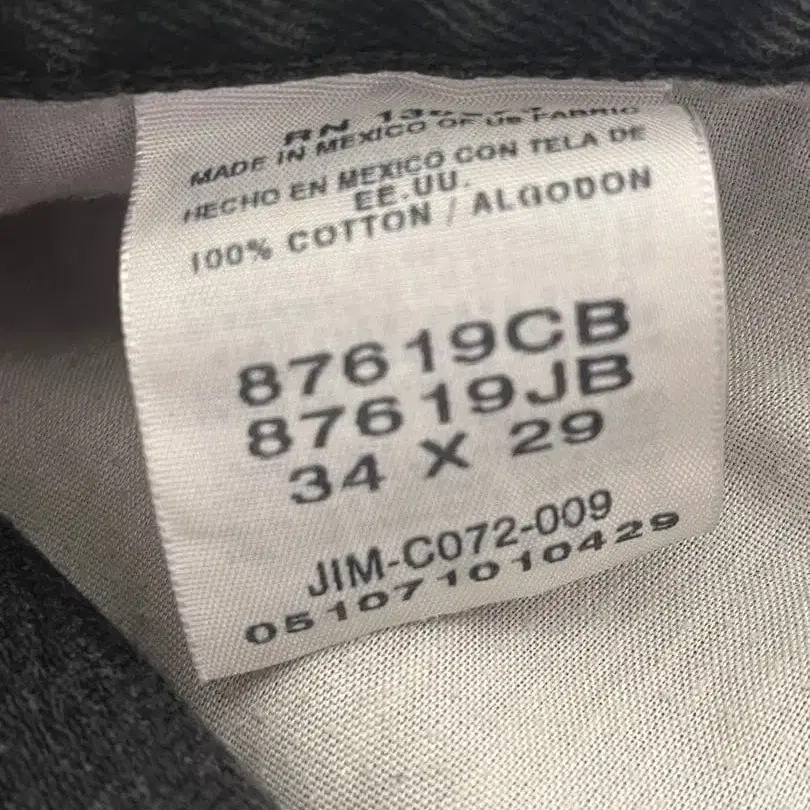 RN
MADE IN MEXICO OF US FABRIC
HECHO EN MEXICO CON TELA DE
EE.UU.
100% COTTON / ALGODON
87619CB
87619JB
34 X 29
JIM-C072-009
051071010429